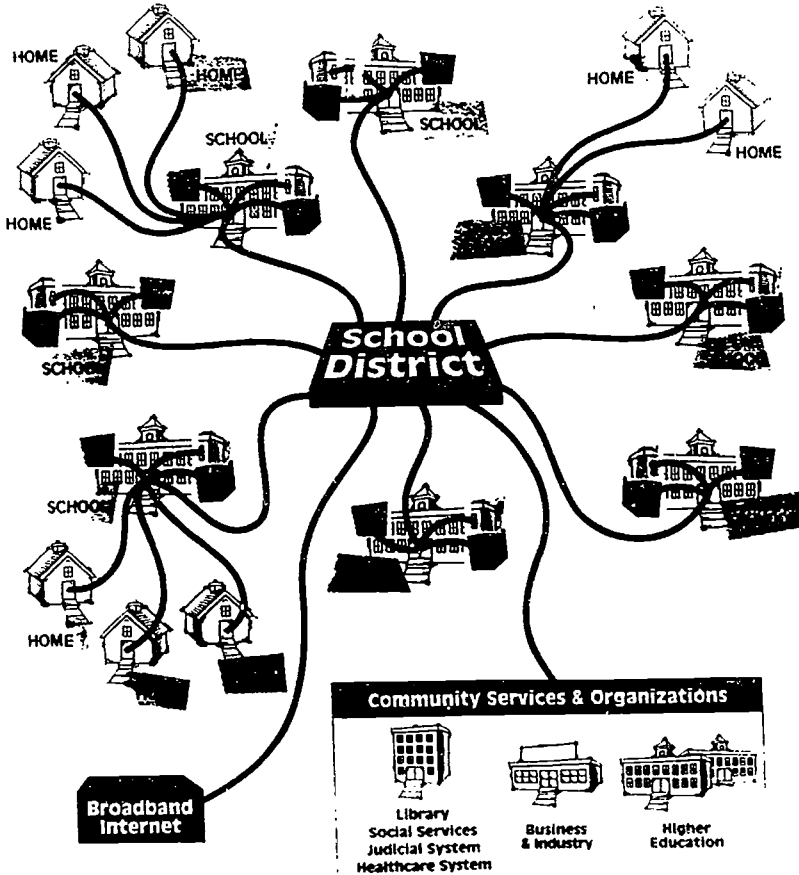 HOME
HOME
HOME
SCHOOL
HOME
SCHOOL
SCHOOL
HOME
School
District
SCHOOL
SCHOOL
HOME
Community Services & Organizations
Broadband
Internet
Library
Social Services
Judicial System
Healthcare System
Business
& Industry
Higher
Education